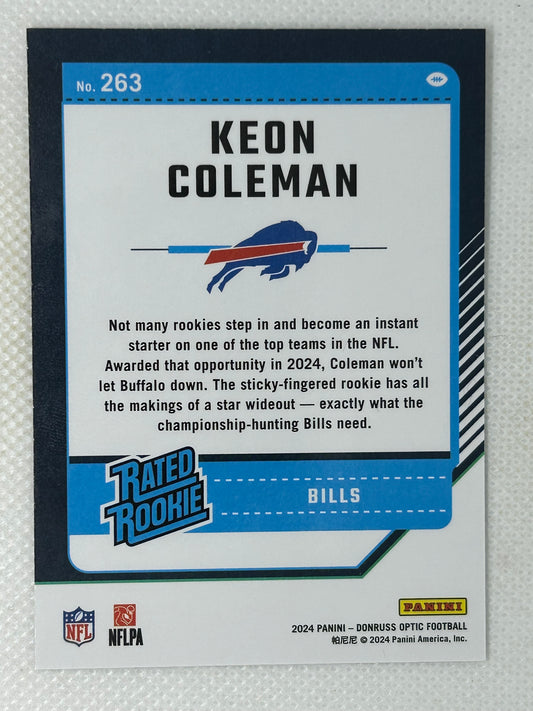 No. 263
KEON
COLEMAN
Not many rookies step in and become an instant
starter on one of the top teams in the NFL.
Awarded that opportunity in 2024, Coleman won't
let Buffalo down. The sticky-fingered rookie has all
the makings of a star wideout — exactly what the
championship-hunting Bills need.
RATED
ROOKIE
BILLS
NFL
NFLPA
PANINI
2024 PANINI – DONRUSS OPTIC FOOTBALL
帕尼尼 © 2024 Panini America, Inc.